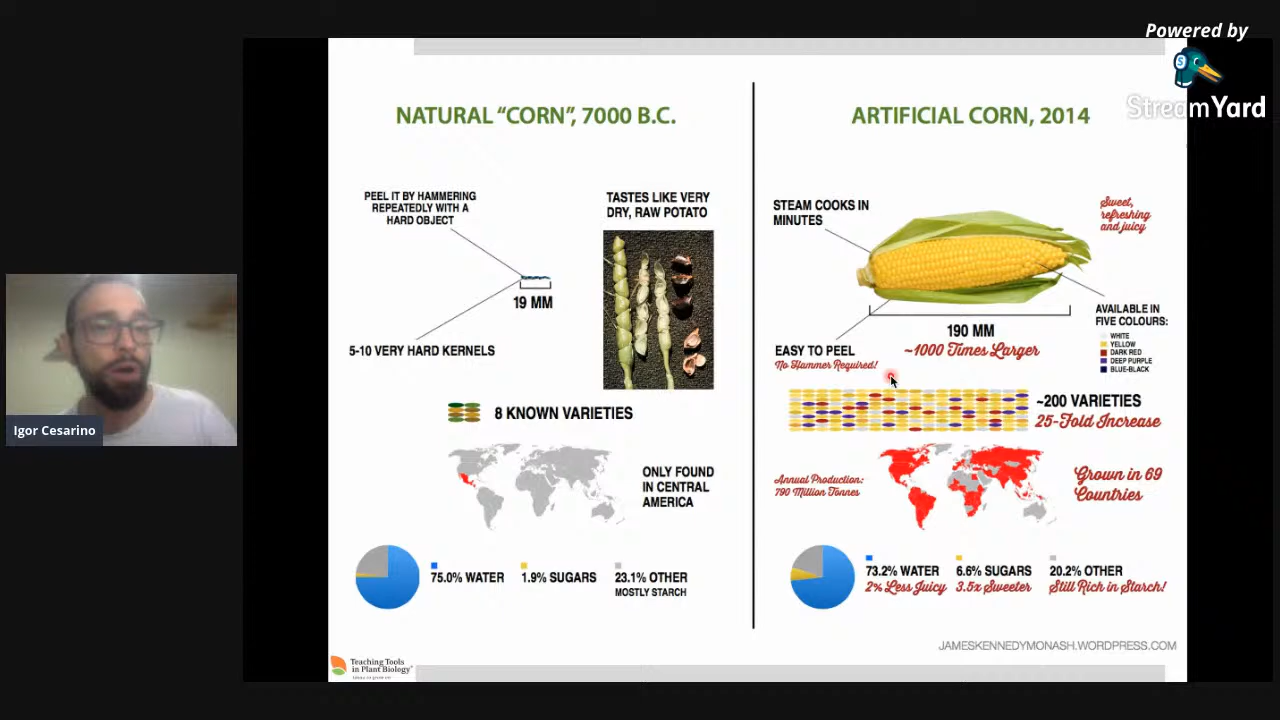 Powered by
StreamYard
NATURAL “CORN”, 7000 B.C.
PEEL IT BY HAMMERING
REPEATEDLY WITH A
HARD OBJECT
TASTES LIKE VERY
DRY, RAW POTATO
19 MM
5-10 VERY HARD KERNELS
8 KNOWN VARIETIES
ONLY FOUND
IN CENTRAL
AMERICA
75.0% WATER
1.9% SUGARS
23.1% OTHER
MOSTLY STARCH
ARTIFICIAL CORN, 2014
STEAM COOKS IN
MINUTES
Sweet,
refreshing
and juicy
AVAILABLE IN
FIVE COLOURS:
WHITE
YELLOW
DARK RED
DEEP PURPLE
BLUE-BLACK
190 MM
~1000 Times Larger
EASY TO PEEL
No Hammer Required!
~200 VARIETIES
25-Fold Increase
Annual Production:
790 Million Tonnes
Grown in 69
Countries
73.2% WATER
2% Less Juicy
6.6% SUGARS
3.5x Sweeter
20.2% OTHER
Still Rich in Starch!
JAMESKENNEDYMONASH.WORDPRESS.COM
Teaching Tools
in Plant Biology
Igor Cesarino